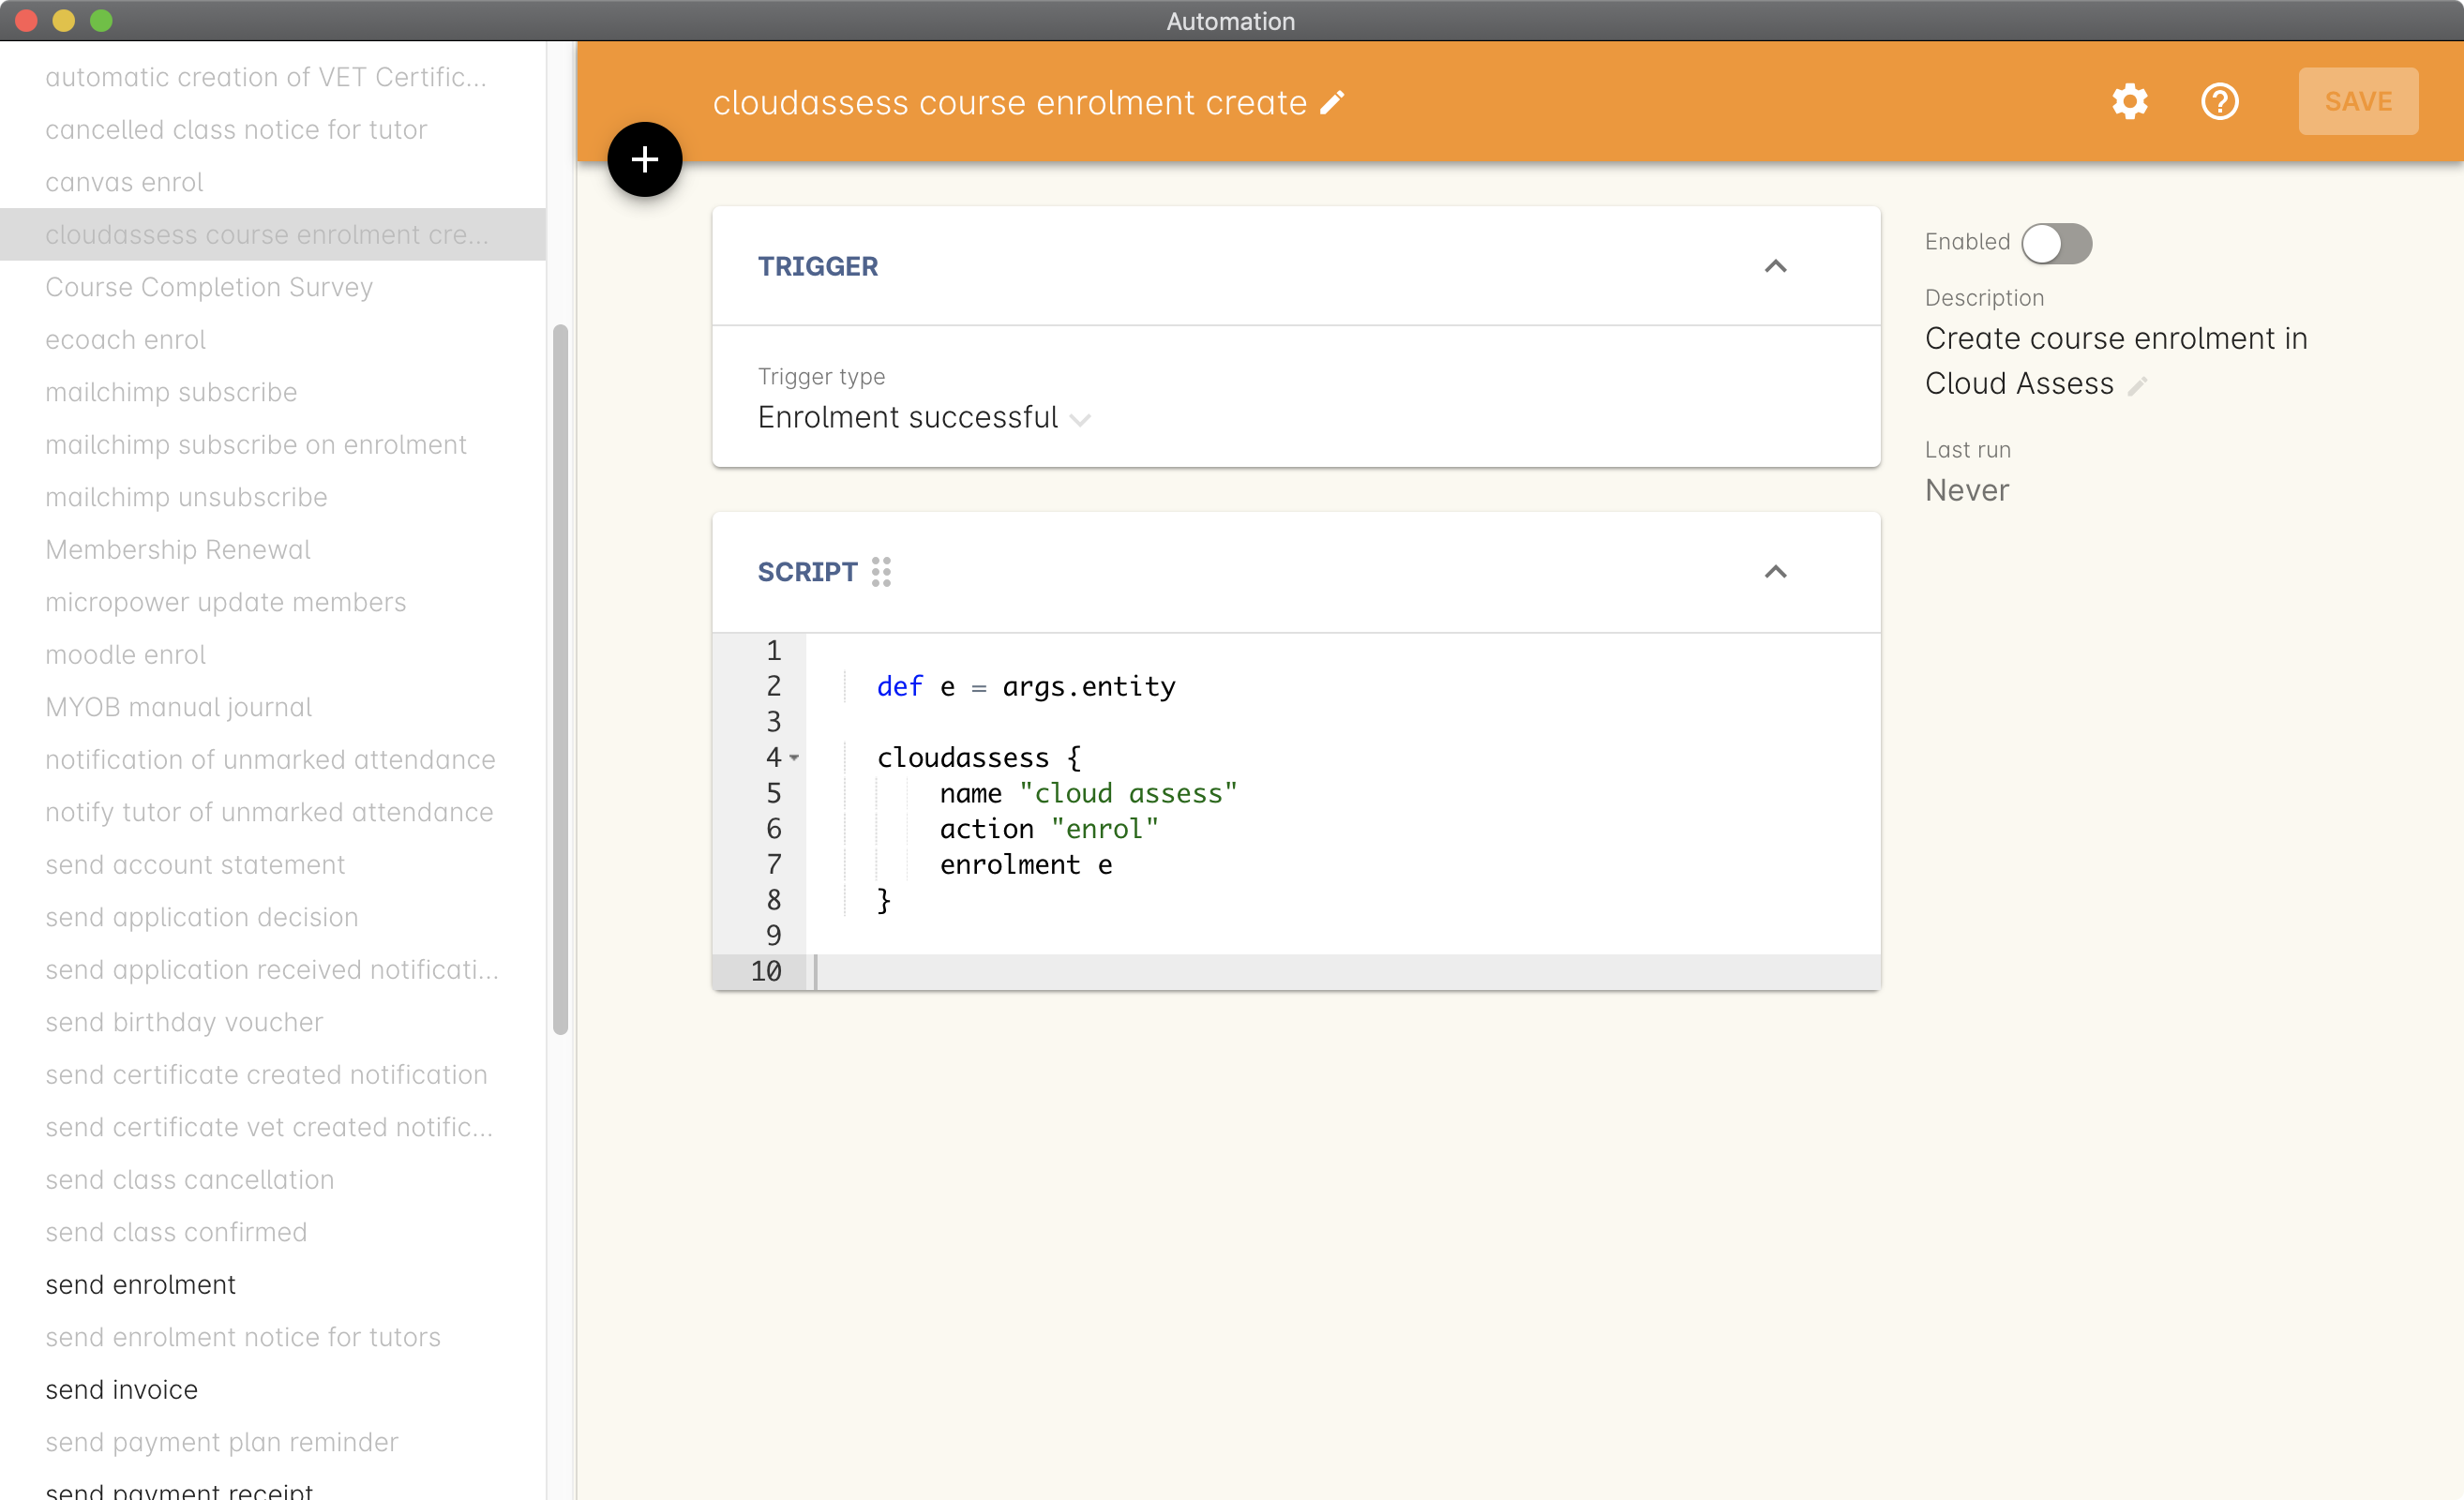 Automation
automatic creation of VET Certific...
cancelled class notice for tutor
canvas enrol
cloudassess course enrolment cre...
Course Completion Survey
ecoach enrol
mailchimp subscribe
mailchimp subscribe on enrolment
mailchimp unsubscribe
Membership Renewal
micropower update members
moodle enrol
MYOB manual journal
notification of unmarked attendance
notify tutor of unmarked attendance
send account statement
send application decision
send application received notificati...
send birthday voucher
send certificate created notification
send certificate vet created notific...
send class cancellation
send class confirmed
send enrolment
send enrolment notice for tutors
send invoice
send payment plan reminder
send payment receipt
cloudassess course enrolment create
SAVE
TRIGGER
Trigger type
Enrolment successful
SCRIPT
1
2 def e = args.entity
3
4 cloudassess {
5 name "cloud assess"
6 action "enrol"
7 enrolment e
8 }
9
10
Enabled
Description
Create course enrolment in
Cloud Assess
Last run
Never